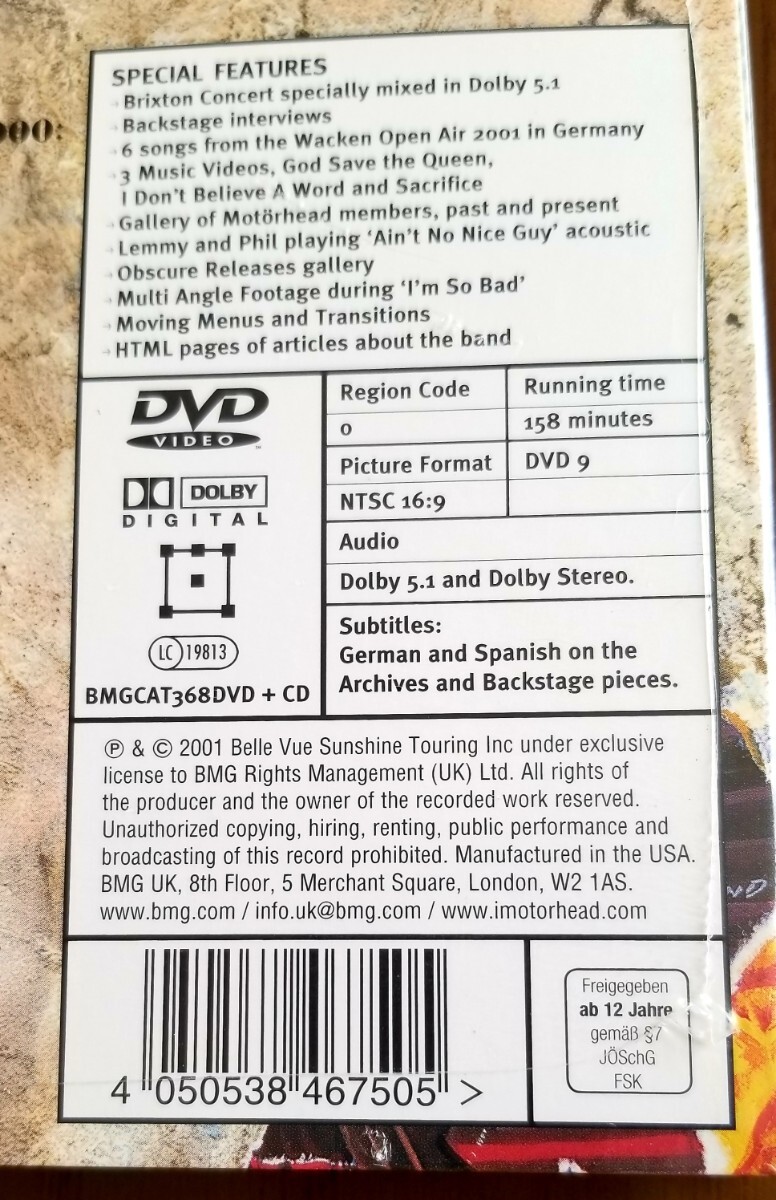 000:
SPECIAL FEATURES
Brixton Concert specially mixed in Dolby 5.1
Backstage interviews
6 songs from the Wacken Open Air 2001 in Germany
3 Music Videos, God Save the Queen,
I Don't Believe A Word and Sacrifice
Gallery of Motörhead members, past and present
Lemmy and Phil playing 'Ain't No Nice Guy' acoustic
Obscure Releases gallery
Multi Angle Footage during 'I'm So Bad'
Moving Menus and Transitions
HTML pages of articles about the band
DVD
VIDEO
DOLBY
DIGITAL
LC 19813
BMGCAT368DVD + CD
Region Code
0
Running time
158 minutes
Picture Format
NTSC 16:9
DVD 9
Audio
Dolby 5.1 and Dolby Stereo.
Subtitles:
German and Spanish on the
Archives and Backstage pieces.
℗ & © 2001 Belle Vue Sunshine Touring Inc under exclusive
license to BMG Rights Management (UK) Ltd. All rights of
the producer and the owner of the recorded work reserved.
Unauthorized copying, hiring, renting, public performance and
broadcasting of this record prohibited. Manufactured in the USA.
BMG UK, 8th Floor, 5 Merchant Square, London, W2 1AS.
www.bmg.com / info.uk@bmg.com / www.imotorhead.com
4 050538 467505 >
Freigegeben
ab 12 Jahre
gemäß §7
JÖSchG
FSK